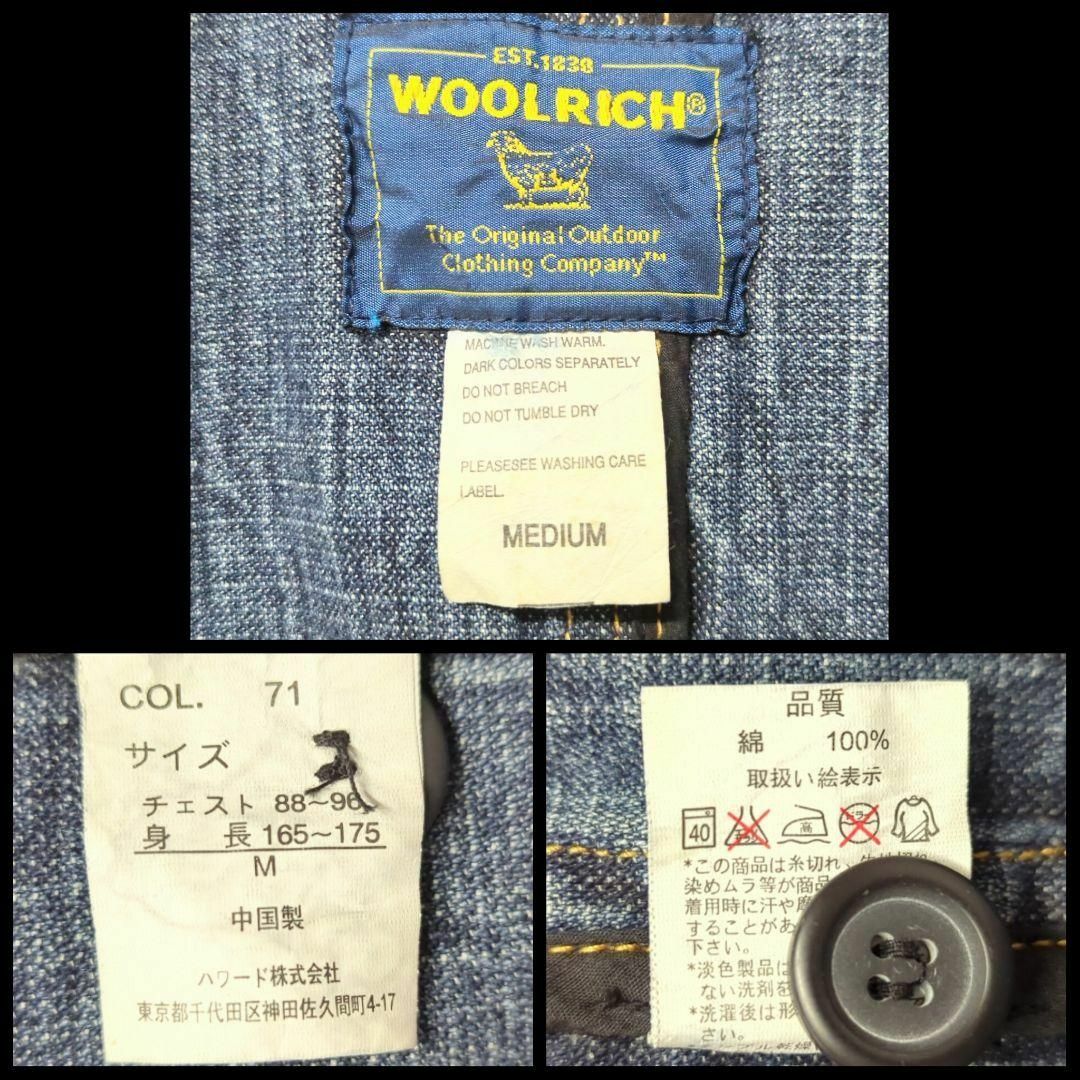 EST.1830
WOOLRICH®
The Original Outdoor
Clothing Company™
MACHINE WASH WARM.
DARK COLORS SEPARATELY
DO NOT BREACH
DO NOT TUMBLE DRY
PLEASESEE WASHING CARE
LABEL.
MEDIUM
COL. 71
サイズ
チェスト 88～96
身 長 165～175
M
中国製
ハワード株式会社
東京都千代田区神田佐久間町4-17
品質
綿 100%
取扱い絵表示
40 高
*この商品は糸切れ、
染めムラ等が商品
着用時に汗や
することがあ
下さい。
*淡色製品は
ない洗剤を
*洗濯後は形
さい。